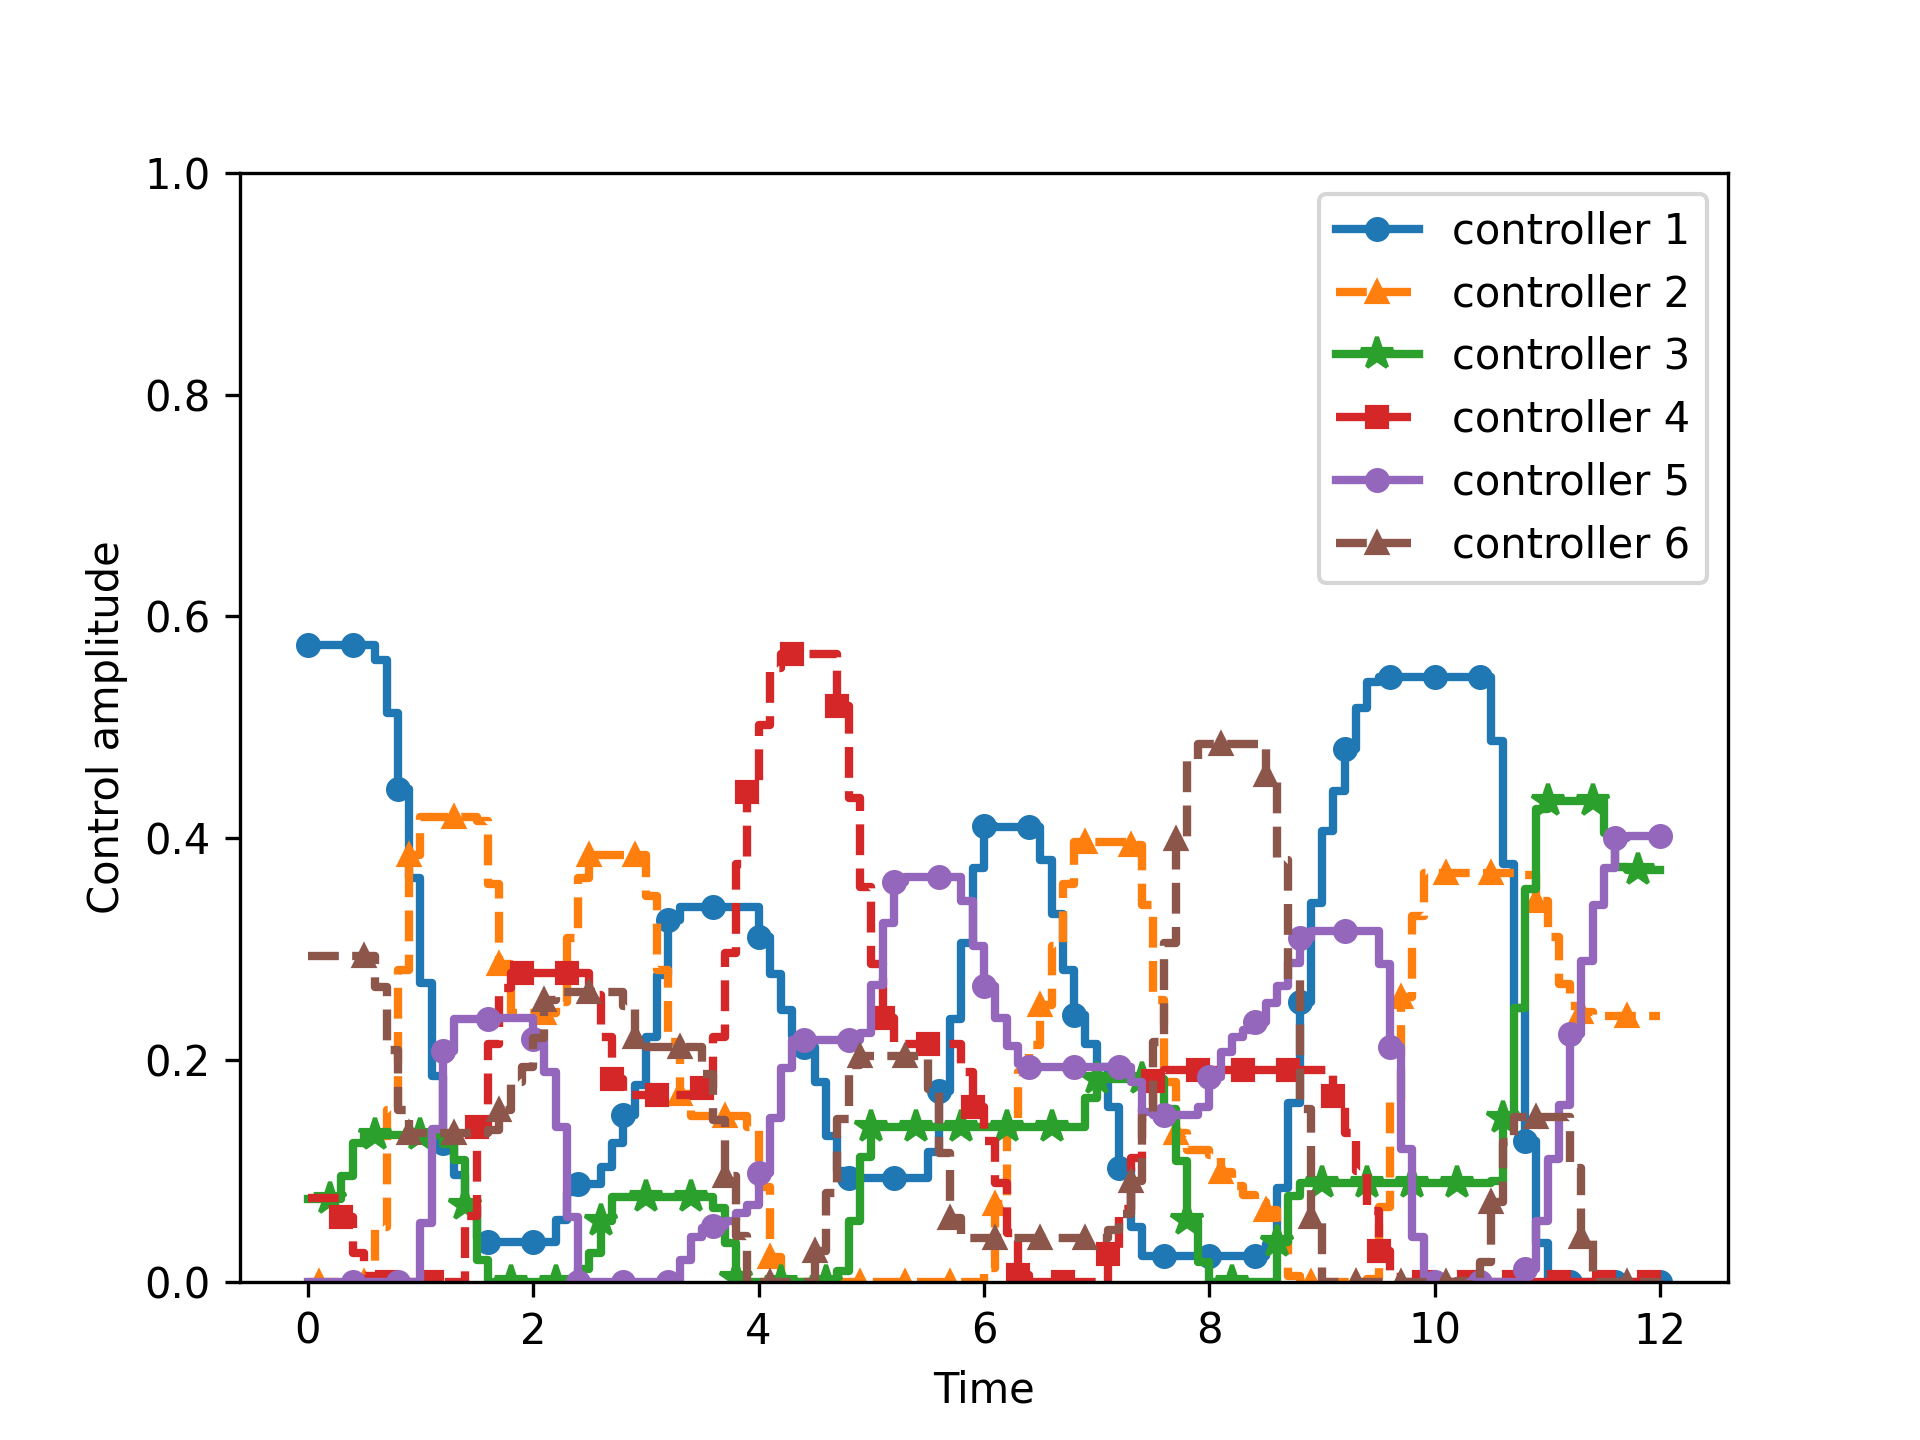 1.0
0.8
0.6
0.4
0.2
0.0
Control amplitude
0 2 4 6 8 10 12
Time
controller 1
controller 2
controller 3
controller 4
controller 5
controller 6